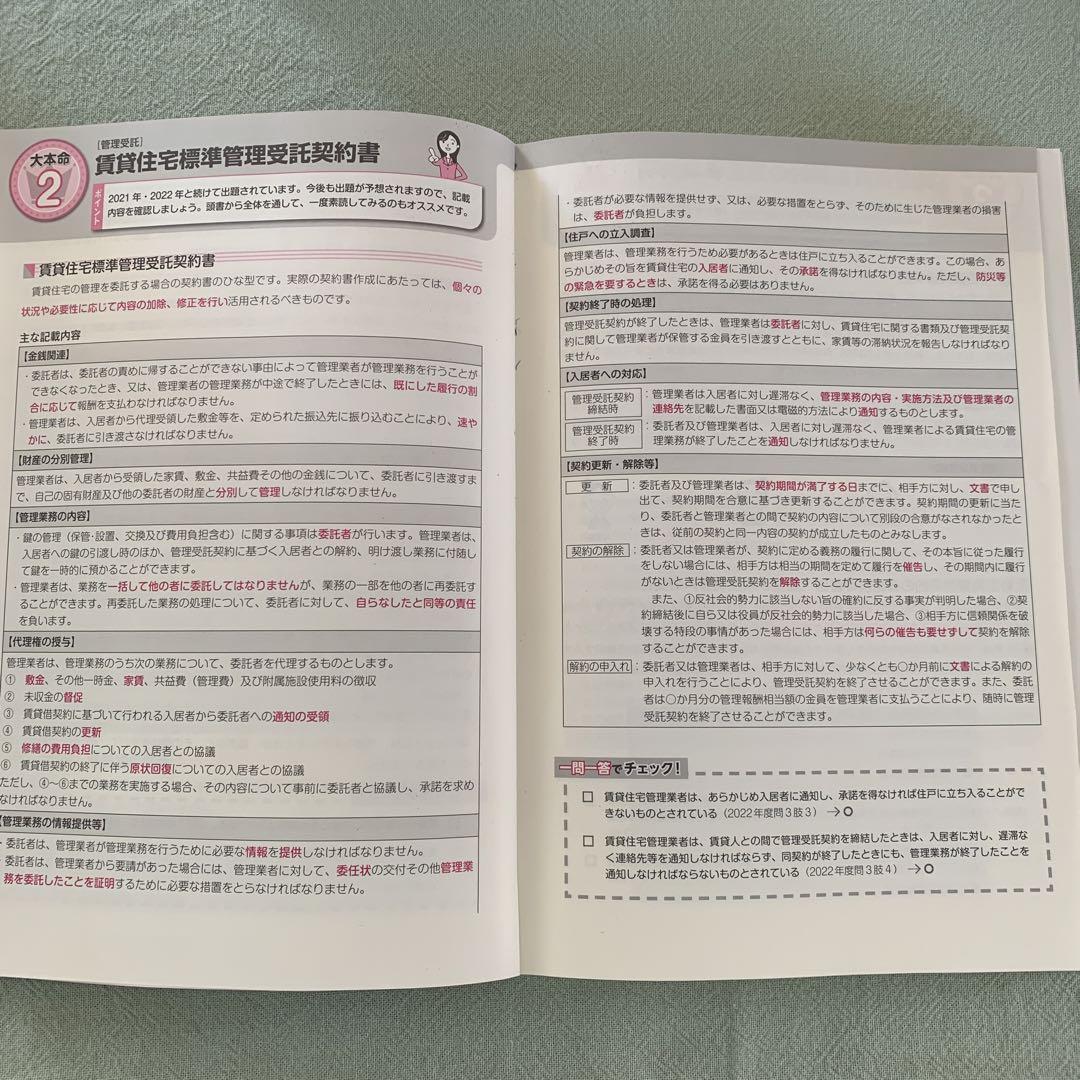 大本命
2
[管理受託]
賃貸住宅標準管理受託契約書
ポイント
2021年・2022年と続けて出題されています。今後も出題が予想されますので、記載
内容を確認しましょう。頭書から全体を通して、一度素読してみるのもオススメです。
賃貸住宅標準管理受託契約書
賃貸住宅の管理を委託する場合の契約書のひな型です。実際の契約書作成にあたっては、個々の
状況や必要性に応じて内容の加除、修正を行い活用されるべきものです。
主な記載内容
【金銭関連】
・委託者は、委託者の責めに帰することができない事由によって管理業者が管理業務を行うことが
できなくなったとき、又は、管理業者の管理業務が中途で終了したときには、既にした履行の割
合に応じて報酬を支払わなければなりません。
・管理業者は、入居者から代理受領した敷金等を、定められた振込先に振り込むことにより、速や
かに、委託者に引き渡さなければなりません。
【財産の分別管理】
管理業者は、入居者から受領した家賃、敷金、共益費その他の金銭について、委託者に引き渡すま
で、自己の固有財産及び他の委託者の財産と分別して管理しなければなりません。
【管理業務の内容】
・鍵の管理（保管・設置、交換及び費用負担含む）に関する事項は委託者が行います。管理業者は、
入居者への鍵の引渡し時のほか、管理受託契約に基づく入居者との解約、明け渡し業務に付随し
て鍵を一時的に預かることができます。
・管理業者は、業務を一括して他の者に委託してはなりませんが、業務の一部を他の者に再委託す
ることができます。再委託した業務の処理について、委託者に対して、自らなしたと同等の責任
を負います。
【代理権の授与】
管理業者は、管理業務のうち次の業務について、委託者を代理するものとします。
① 敷金、その他一時金、家賃、共益費（管理費）及び附属施設使用料の徴収
② 未収金の督促
③ 賃貸借契約に基づいて行われる入居者から委託者への通知の受領
④ 賃貸借契約の更新
⑤ 修繕の費用負担についての入居者との協議
⑥ 賃貸借契約の終了に伴う原状回復についての入居者との協議
ただし、④〜⑥までの業務を実施する場合、その内容について事前に委託者と協議し、承諾を求め
なければなりません。
【管理業務の情報提供等】
・委託者は、管理業者が管理業務を行うために必要な情報を提供しなければなりません。
・委託者は、管理業者から要請があった場合には、管理業者に対して、委任状の交付その他管理業
務を委託したことを証明するために必要な措置をとらなければなりません。
・委託者が必要な情報を提供せず、又は、必要な措置をとらず、そのために生じた管理業者の損害
は、委託者が負担します。
【住戸への立入調査】
管理業者は、管理業務を行うため必要があるときは住戸に立ち入ることができます。この場合、あ
らかじめその旨を賃貸住宅の入居者に通知し、その承諾を得なければなりません。ただし、防災等
の緊急を要するときは、承諾を得る必要はありません。
【契約終了時の処理】
管理受託契約が終了したときは、管理業者は委託者に対し、賃貸住宅に関する書類及び管理受託契
約に関して管理業者が保管する金員を引き渡すとともに、家賃等の滞納状況を報告しなければなり
ません。
【入居者への対応】
管理受託契約
締結時
：管理業者は入居者に対し遅滞なく、管理業務の内容・実施方法及び管理業者の
連絡先を記載した書面又は電磁的方法により通知するものとします。
管理受託契約
終了時
：委託者及び管理業者は、入居者に対し遅滞なく、管理業者による賃貸住宅の管
理業務が終了したことを通知しなければなりません。
【契約更新・解除等】
更 新
：委託者及び管理業者は、契約期間が満了する日までに、相手方に対し、文書で申し
出て、契約期間を合意に基づき更新することができます。契約期間の更新に当た
り、委託者と管理業者との間で契約の内容について別段の合意がなされなかったと
きは、従前の契約と同一内容の契約が成立したものとみなします。
契約の解除
：委託者又は管理業者が、契約に定める義務の履行に関して、その本旨に従った履行
をしない場合には、相手方は相当の期間を定めて履行を催告し、その期間内に履行
がないときは管理受託契約を解除することができます。
また、①反社会的勢力に該当しない旨の確約に反する事実が判明した場合、②契
約締結後に自ら又は役員が反社会的勢力に該当した場合、③相手方に信頼関係を破
壊する特段の事情があった場合には、相手方は何らの催告も要せずして契約を解除
することができます。
解約の申入れ
：委託者又は管理業者は、相手方に対して、少なくとも○か月前に文書による解約の
申入れを行うことにより、管理受託契約を終了させることができます。また、委託
者は○か月分の管理報酬相当額の金員を管理業者に支払うことにより、随時に管理
受託契約を終了させることができます。
一問一答でチェック！
□ 賃貸住宅管理業者は、あらかじめ入居者に通知し、承諾を得なければ住戸に立ち入ることがで
きないものとされている（2022年度問3肢3）→○
□ 賃貸住宅管理業者は、賃貸人との間で管理受託契約を締結したときは、入居者に対し、遅滞な
く連絡先等を通知しなければならず、同契約が終了したときにも、管理業務が終了したことを
通知しなければならないものとされている（2022年度問3肢4）→○